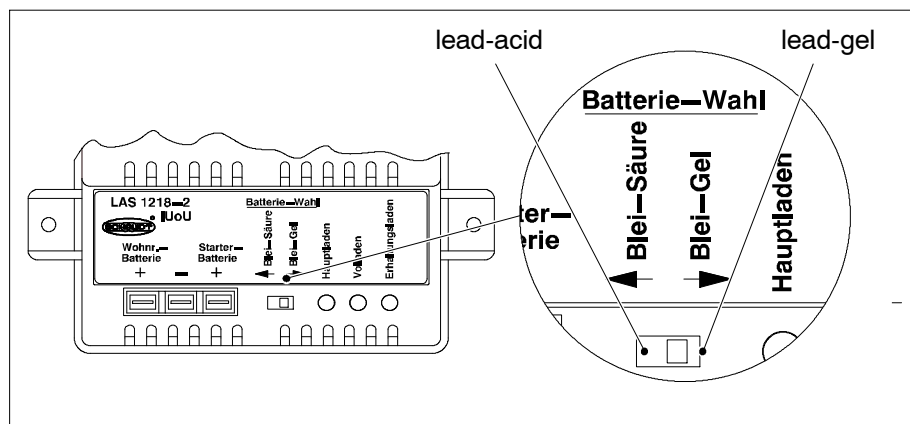 lead-acid
lead-gel
LAS 1218–2
IUoU
Batterie–Wahl
Blei–Säure
Blei–Gel
Hauptladen
Vollladen
Erhaltungsladen
Wohnr.–
Batterie
Starter–
Batterie
+
–
+
Batterie–Wahl
ter–
erie
Blei–Säure
Blei–Gel
Hauptladen